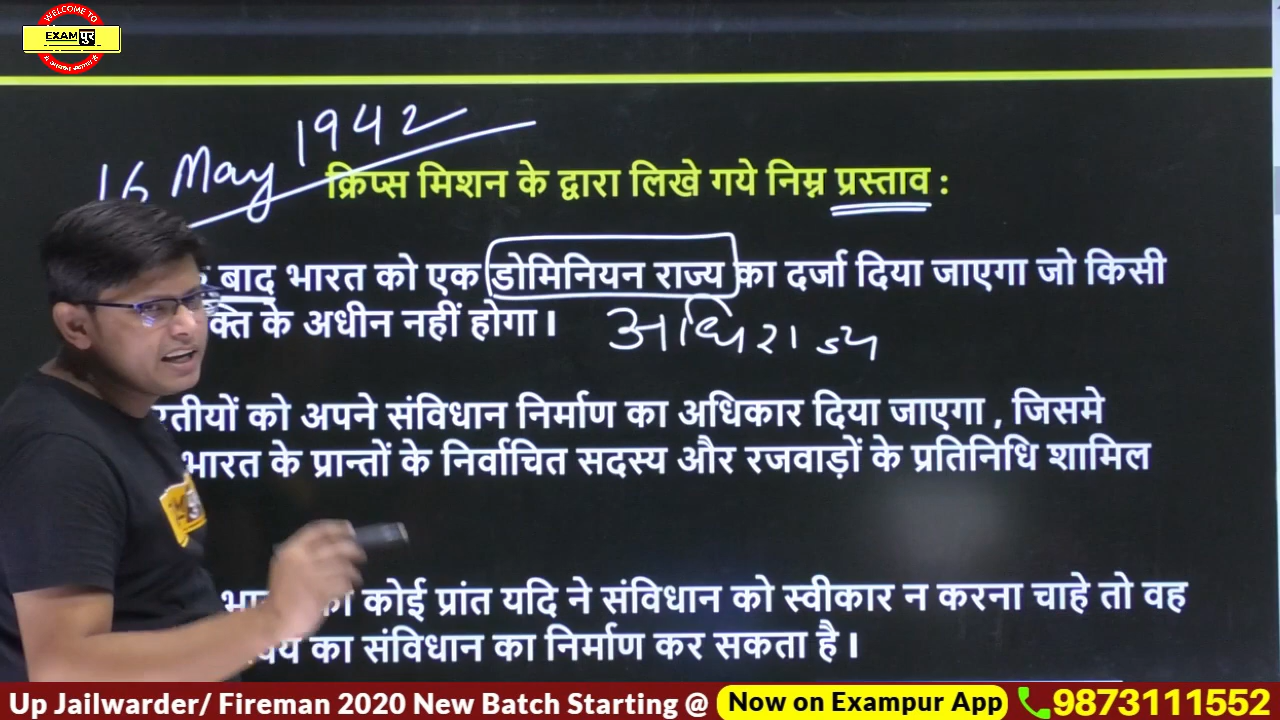 WELCOME TO
EXAMपुर
16 May 1942
क्रिप्स मिशन के द्वारा लिखे गये निम्न प्रस्ताव :
बाद भारत को एक डोमिनियन राज्य का दर्जा दिया जाएगा जो किसी
क्ति के अधीन नहीं होगा।
अधिराज्य
रतीयों को अपने संविधान निर्माण का अधिकार दिया जाएगा , जिसमे
भारत के प्रान्तों के निर्वाचित सदस्य और रजवाड़ों के प्रतिनिधि शामिल
कोई प्रांत यदि ने संविधान को स्वीकार न करना चाहे तो वह
का संविधान का निर्माण कर सकता है।
Up Jailwarder/ Fireman 2020 New Batch Starting @ Now on Exampur App 9873111552